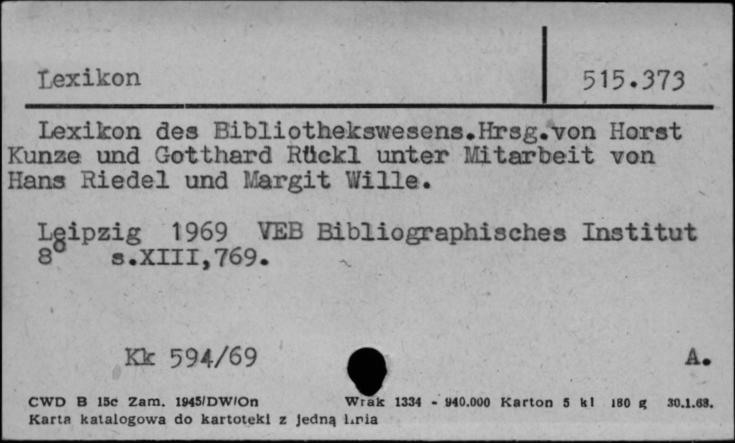 Lexikon 515.373
Lexikon des Bibliothekswesens.Hrsg.von Horst
Kunze und Gotthard Rückl unter Mitarbeit von
Hans Riedel und Margit Wille.
Leipzig 1969 VEB Bibliographisches Institut
8° s.XIII,769.
Kk 594/69 A.
CWD B 15c Zam. 1945/DW/On Wrak 1334 - 940.000 Karton 5 kl 180 g 30.1.68.
Karta katalogowa do kartoteki z jedną linia